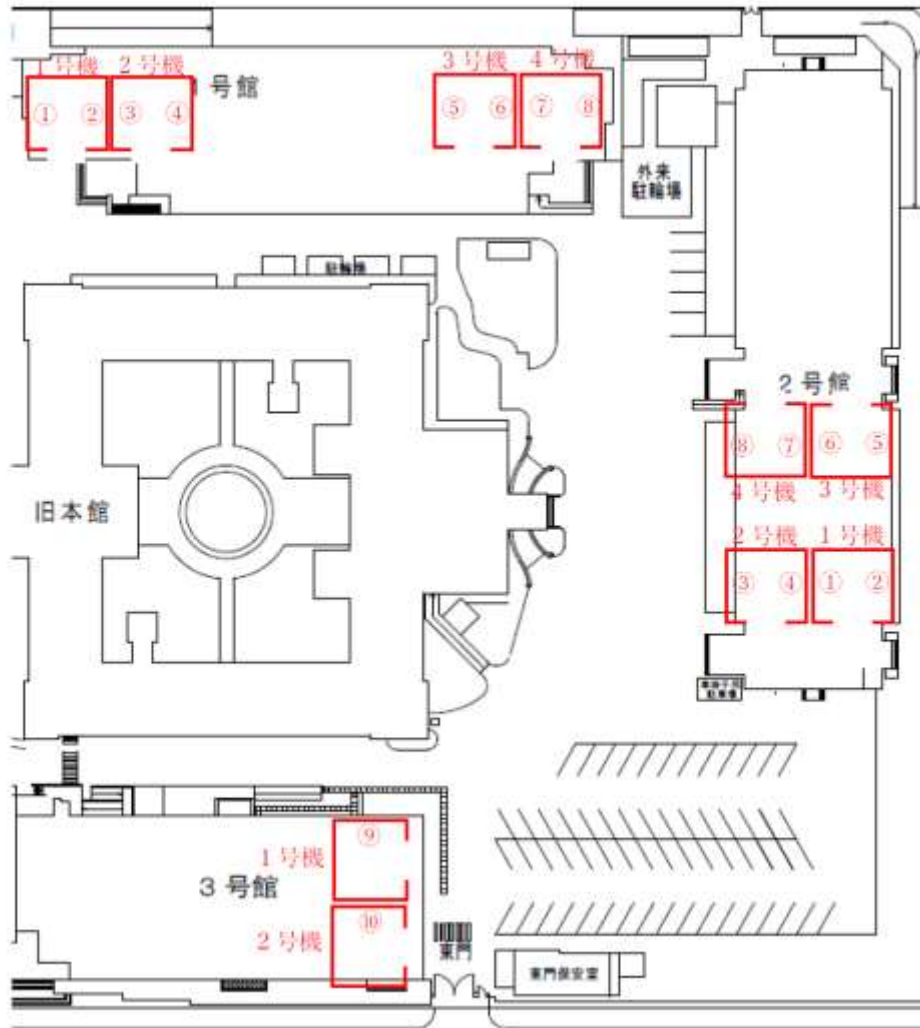 1号機 2号機 3号機 4号機
号館
① ② ③ ④ ⑤ ⑥ ⑦ ⑧
外来
駐輪場
駐輪場
2号館
⑧ ⑦ ⑥ ⑤
4号機 3号機
旧本館
2号機 1号機
③ ④ ① ②
⑨
1号機
3号館
⑩
2号機
東門
東門保安室